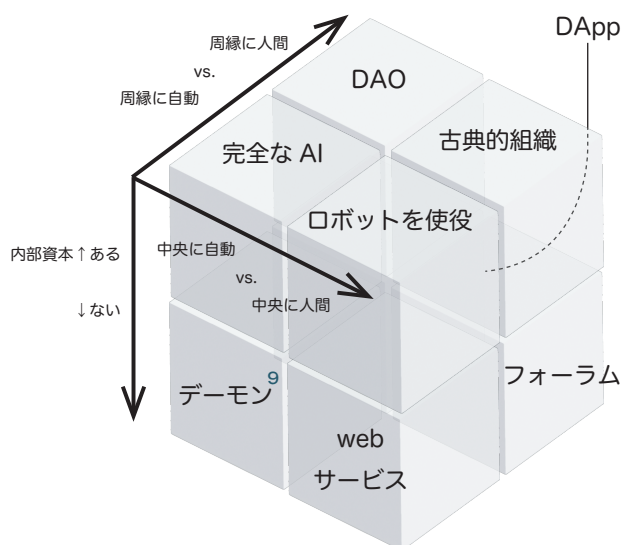 DApp
周縁に人間
vs.
周縁に自動
DAO
古典的組織
完全な AI
ロボットを使役
内部資本↑ある
↓ない
中央に自動
vs.
中央に人間
デーモン9
フォーラム
web
サービス